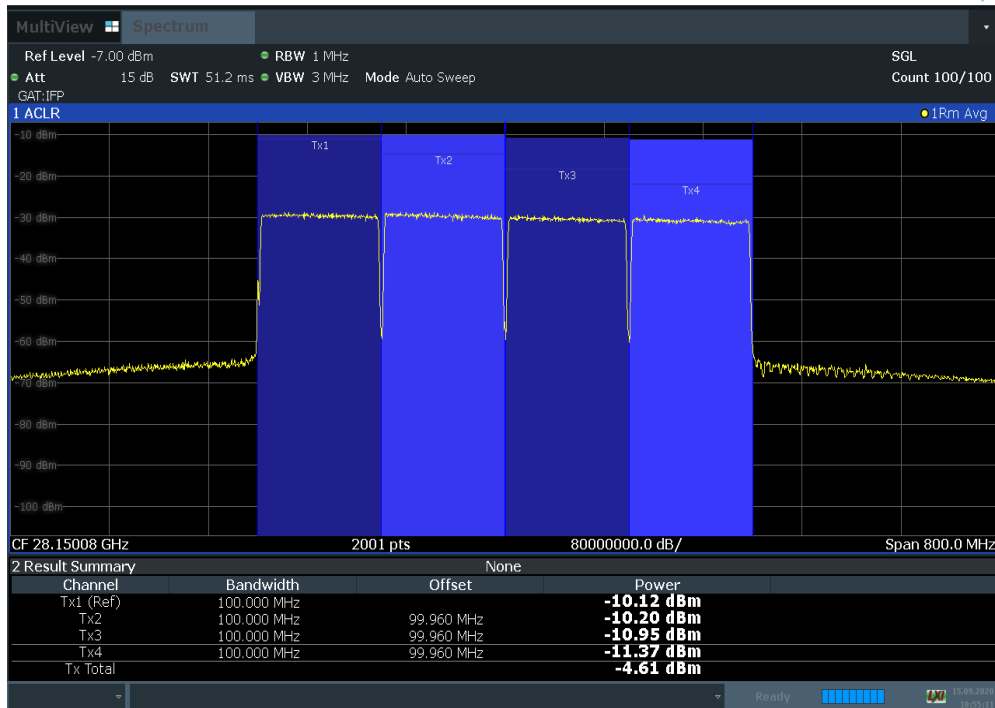 MultiView Spectrum
Ref Level -7.00 dBm RBW 1 MHz SGL
Att 15 dB SWT 51.2 ms VBW 3 MHz Mode Auto Sweep Count 100/100
GAT:IFP
1 ACLR 1Rm Avg
-10 dBm
Tx1
Tx2
Tx3
-20 dBm
Tx4
-30 dBm
-40 dBm
-50 dBm
-60 dBm
-70 dBm
-80 dBm
-90 dBm
-100 dBm
CF 28.15008 GHz 2001 pts 80000000.0 dB/ Span 800.0 MHz
2 Result Summary None
Channel Bandwidth Offset Power
Tx1 (Ref) 100.000 MHz -10.12 dBm
Tx2 100.000 MHz 99.960 MHz -10.20 dBm
Tx3 100.000 MHz 99.960 MHz -10.95 dBm
Tx4 100.000 MHz 99.960 MHz -11.37 dBm
Tx Total -4.61 dBm
Ready 15.09.2020
10:55:11